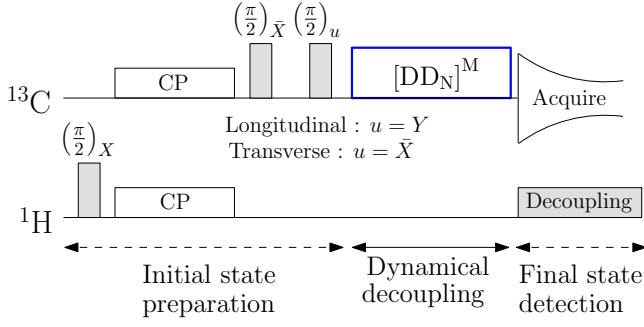 (π/2)_X̄ (π/2)_u
¹³C CP [DD_N]^M Acquire
Longitudinal : u = Y
Transverse : u = X̄
(π/2)_X
¹H CP Decoupling
Initial state preparation
Dynamical decoupling
Final state detection